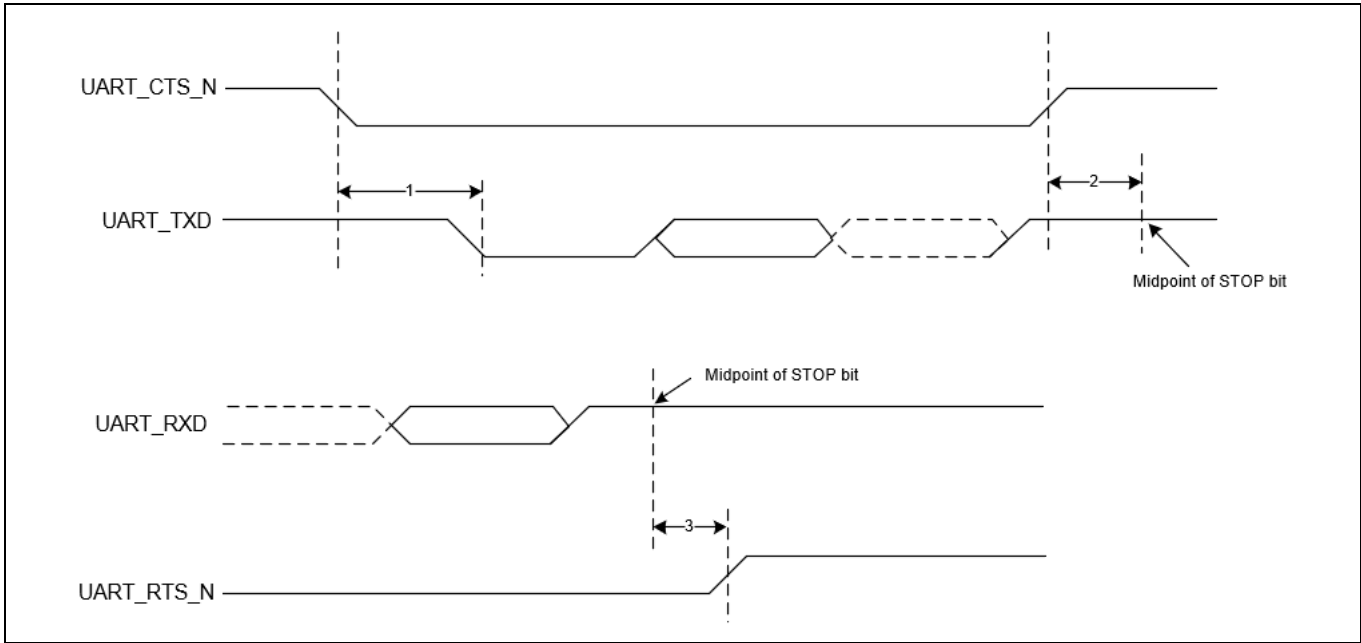 UART_CTS_N
1
2
UART_TXD
Midpoint of STOP bit
Midpoint of STOP bit
UART_RXD
3
UART_RTS_N